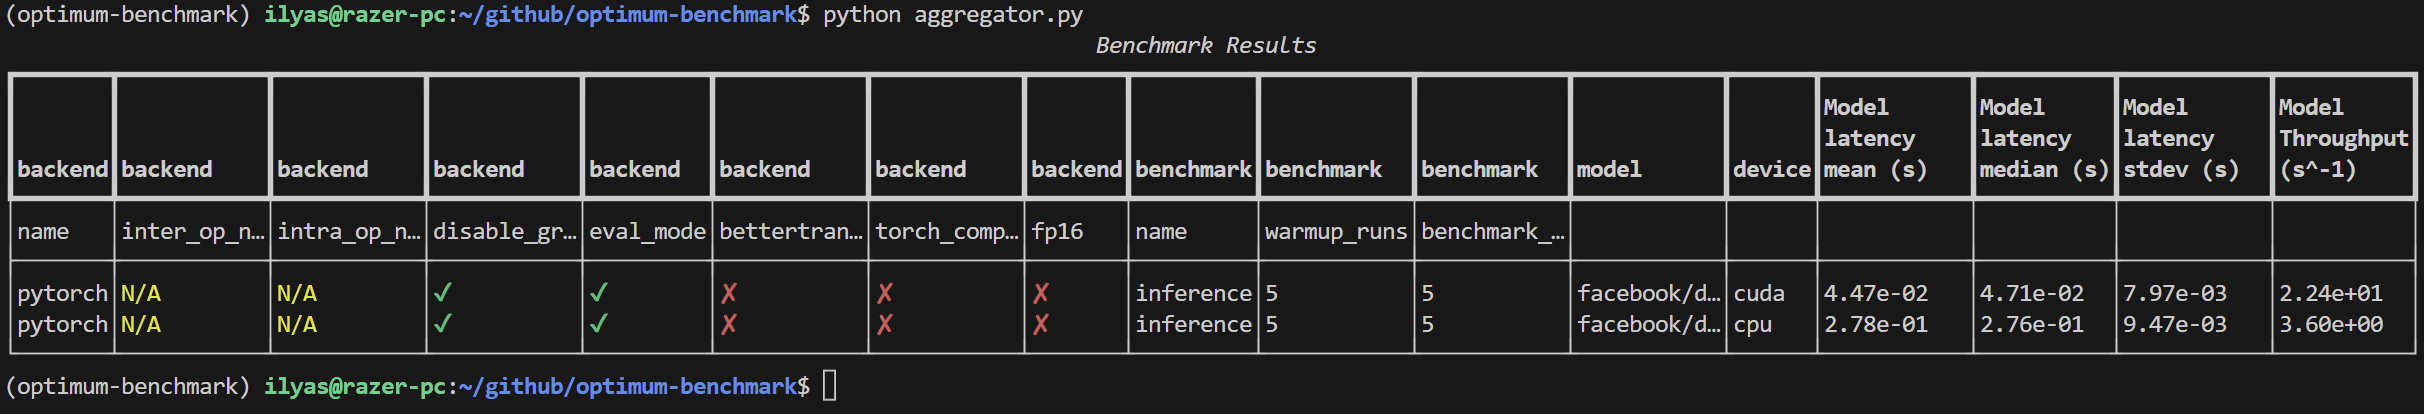 (optimum-benchmark) ilyas@razer-pc:~/github/optimum-benchmark$ python aggregator.py
Benchmark Results
Model Model Model Model
latency latency latency Throughput
backend backend backend backend backend backend backend backend benchmark benchmark benchmark model device mean (s) median (s) stdev (s) (s^-1)
name inter_op_n… intra_op_n… disable_gr… eval_mode bettertran… torch_comp… fp16 name warmup_runs benchmark_…
pytorch N/A N/A ✓ ✓ ✗ ✗ ✗ inference 5 5 facebook/d… cuda 4.47e-02 4.71e-02 7.97e-03 2.24e+01
pytorch N/A N/A ✓ ✓ ✗ ✗ ✗ inference 5 5 facebook/d… cpu 2.78e-01 2.76e-01 9.47e-03 3.60e+00
(optimum-benchmark) ilyas@razer-pc:~/github/optimum-benchmark$